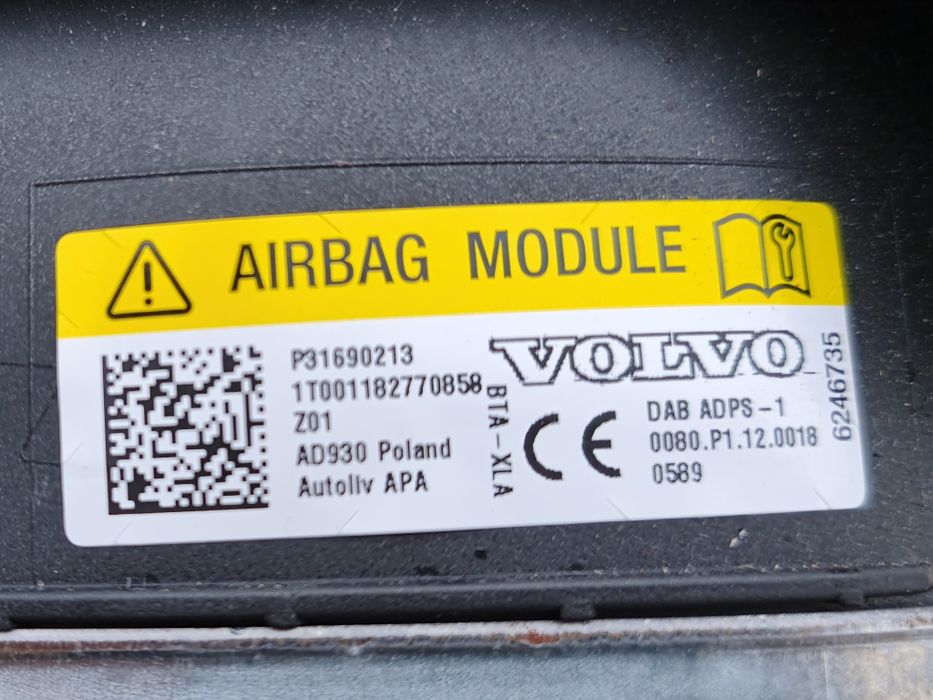 AIRBAG MODULE
P31690213
1T001182770858
Z01
AD930 Poland
Autoliv APA
BTA-XLA
VOLVO
CE
DAB ADPS-1
0080.P1.12.0018
0589
6246735